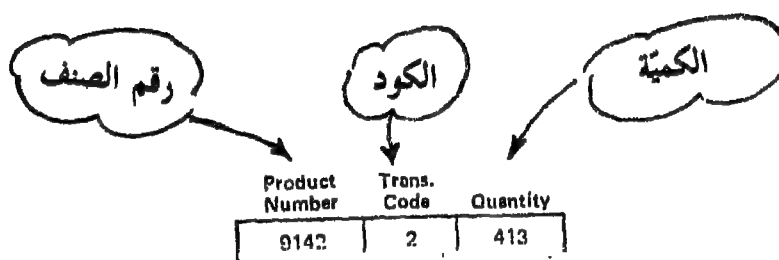 رقم الصنف
الكود
الكميّة
Product Number
Trans. Code
Quantity
9142 2 413